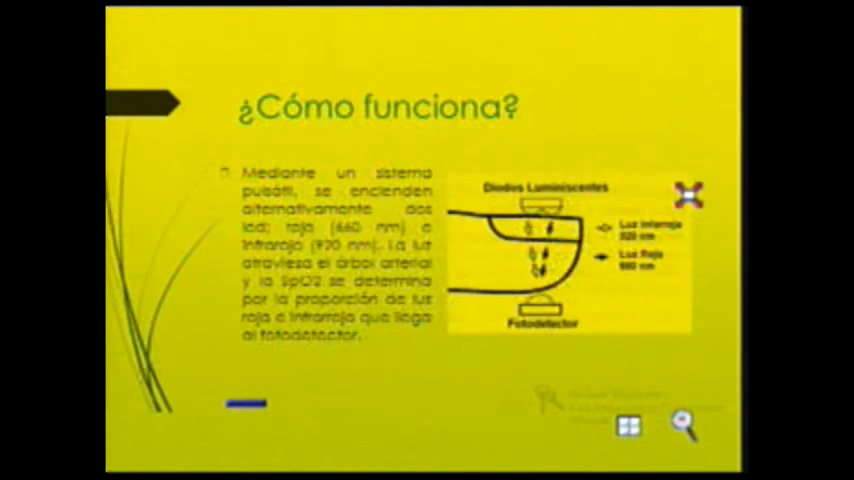 ¿Cómo funciona?
Mediante un sistema
pulsátil, se encienden
alternativamente dos
led; roja (660 nm) e
infrarroja (920 nm). La luz
atraviesa el árbol arterial
y la SpO2 se determina
por la proporción de luz
roja e infrarroja que llega
al fotodetector.
Diodos Luminiscentes
Luz Infarroja
920 nm
Luz Roja
660 nm
Fotodetector